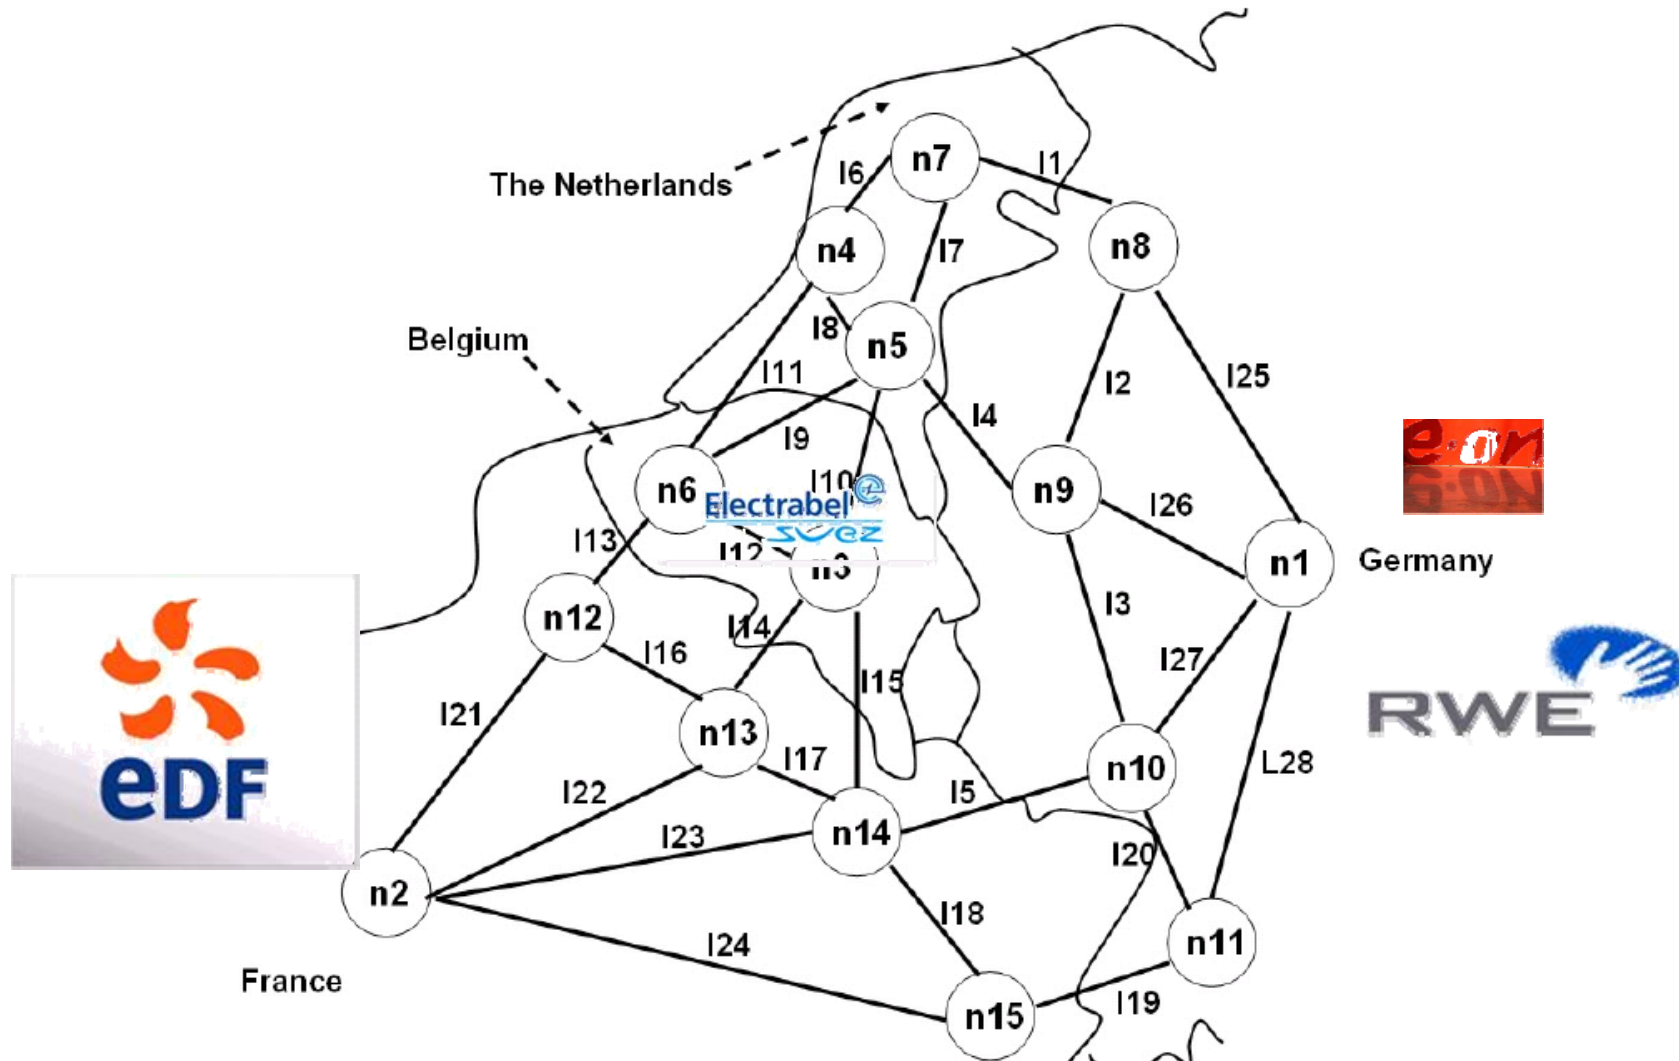 n7
l1
l6
The Netherlands
n4
n8
l7
l8
n5
Belgium
l11
l2
l25
l4
l9
e·on
n6
l10
Electrabel
suez
n9
l26
l13
l12
n3
n1
Germany
n12
l3
l14
l16
l27
l15
RWE
l21
n13
l17
n10
L28
eDF
l22
l5
l23
n14
l20
n2
l18
l24
n11
France
n15
l19